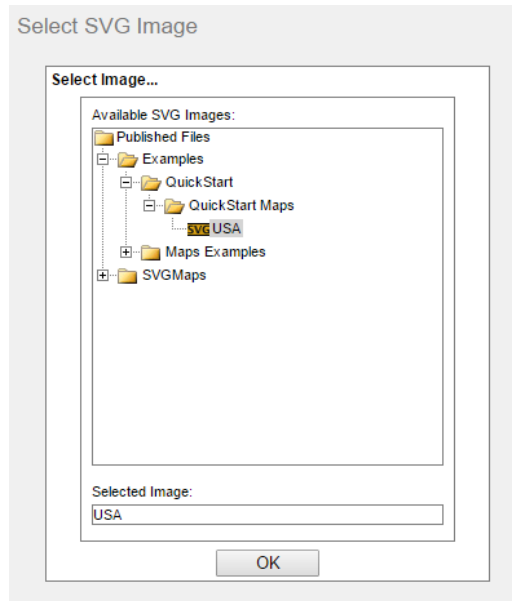 Select SVG Image
Select Image...
Available SVG Images:
Published Files
Examples
QuickStart
QuickStart Maps
SVG USA
Maps Examples
SVGMaps
Selected Image:
USA
OK